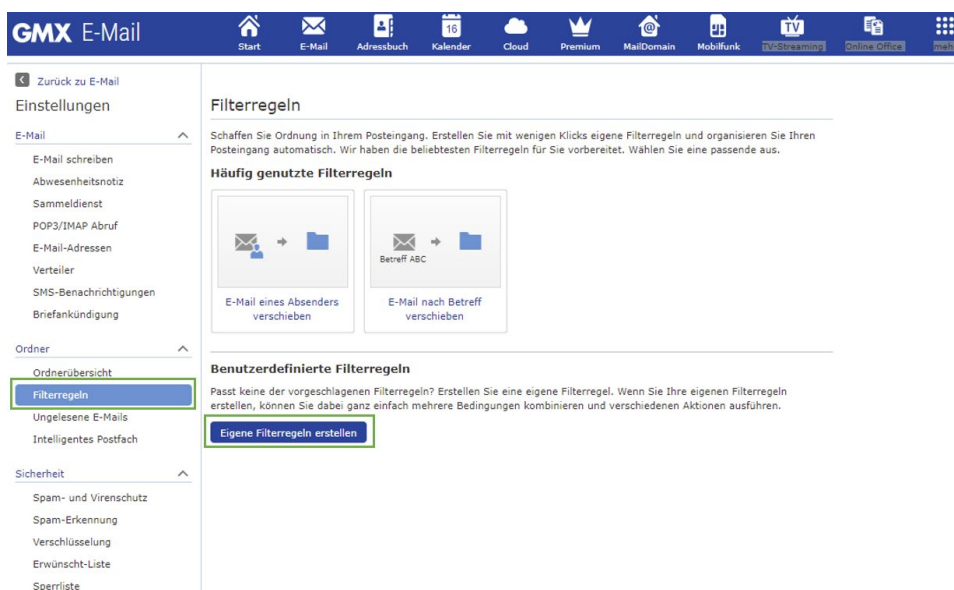 GMX E-Mail
Start
E-Mail
Adressbuch
16
Kalender
Cloud
Premium
@
MailDomain
Mobilfunk
TV
TV-Streaming
Online Office
Zurück zu E-Mail
Einstellungen
E-Mail
E-Mail schreiben
Abwesenheitsnotiz
Sammeldienst
POP3/IMAP Abruf
E-Mail-Adressen
Verteiler
SMS-Benachrichtigungen
Briefankündigung
Ordner
Ordnerübersicht
Filterregeln
Ungelesene E-Mails
Intelligentes Postfach
Sicherheit
Spam- und Virenschutz
Spam-Erkennung
Verschlüsselung
Erwünscht-Liste
Sperrliste
Filterregeln
Schaffen Sie Ordnung in Ihrem Posteingang. Erstellen Sie mit wenigen Klicks eigene Filterregeln und organisieren Sie Ihren
Posteingang automatisch. Wir haben die beliebtesten Filterregeln für Sie vorbereitet. Wählen Sie eine passende aus.
Häufig genutzte Filterregeln
E-Mail eines Absenders
verschieben
Betreff ABC
E-Mail nach Betreff
verschieben
Benutzerdefinierte Filterregeln
Passt keine der vorgeschlagenen Filterregeln? Erstellen Sie eine eigene Filterregel. Wenn Sie Ihre eigenen Filterregeln
erstellen, können Sie dabei ganz einfach mehrere Bedingungen kombinieren und verschiedenen Aktionen ausführen.
Eigene Filterregeln erstellen